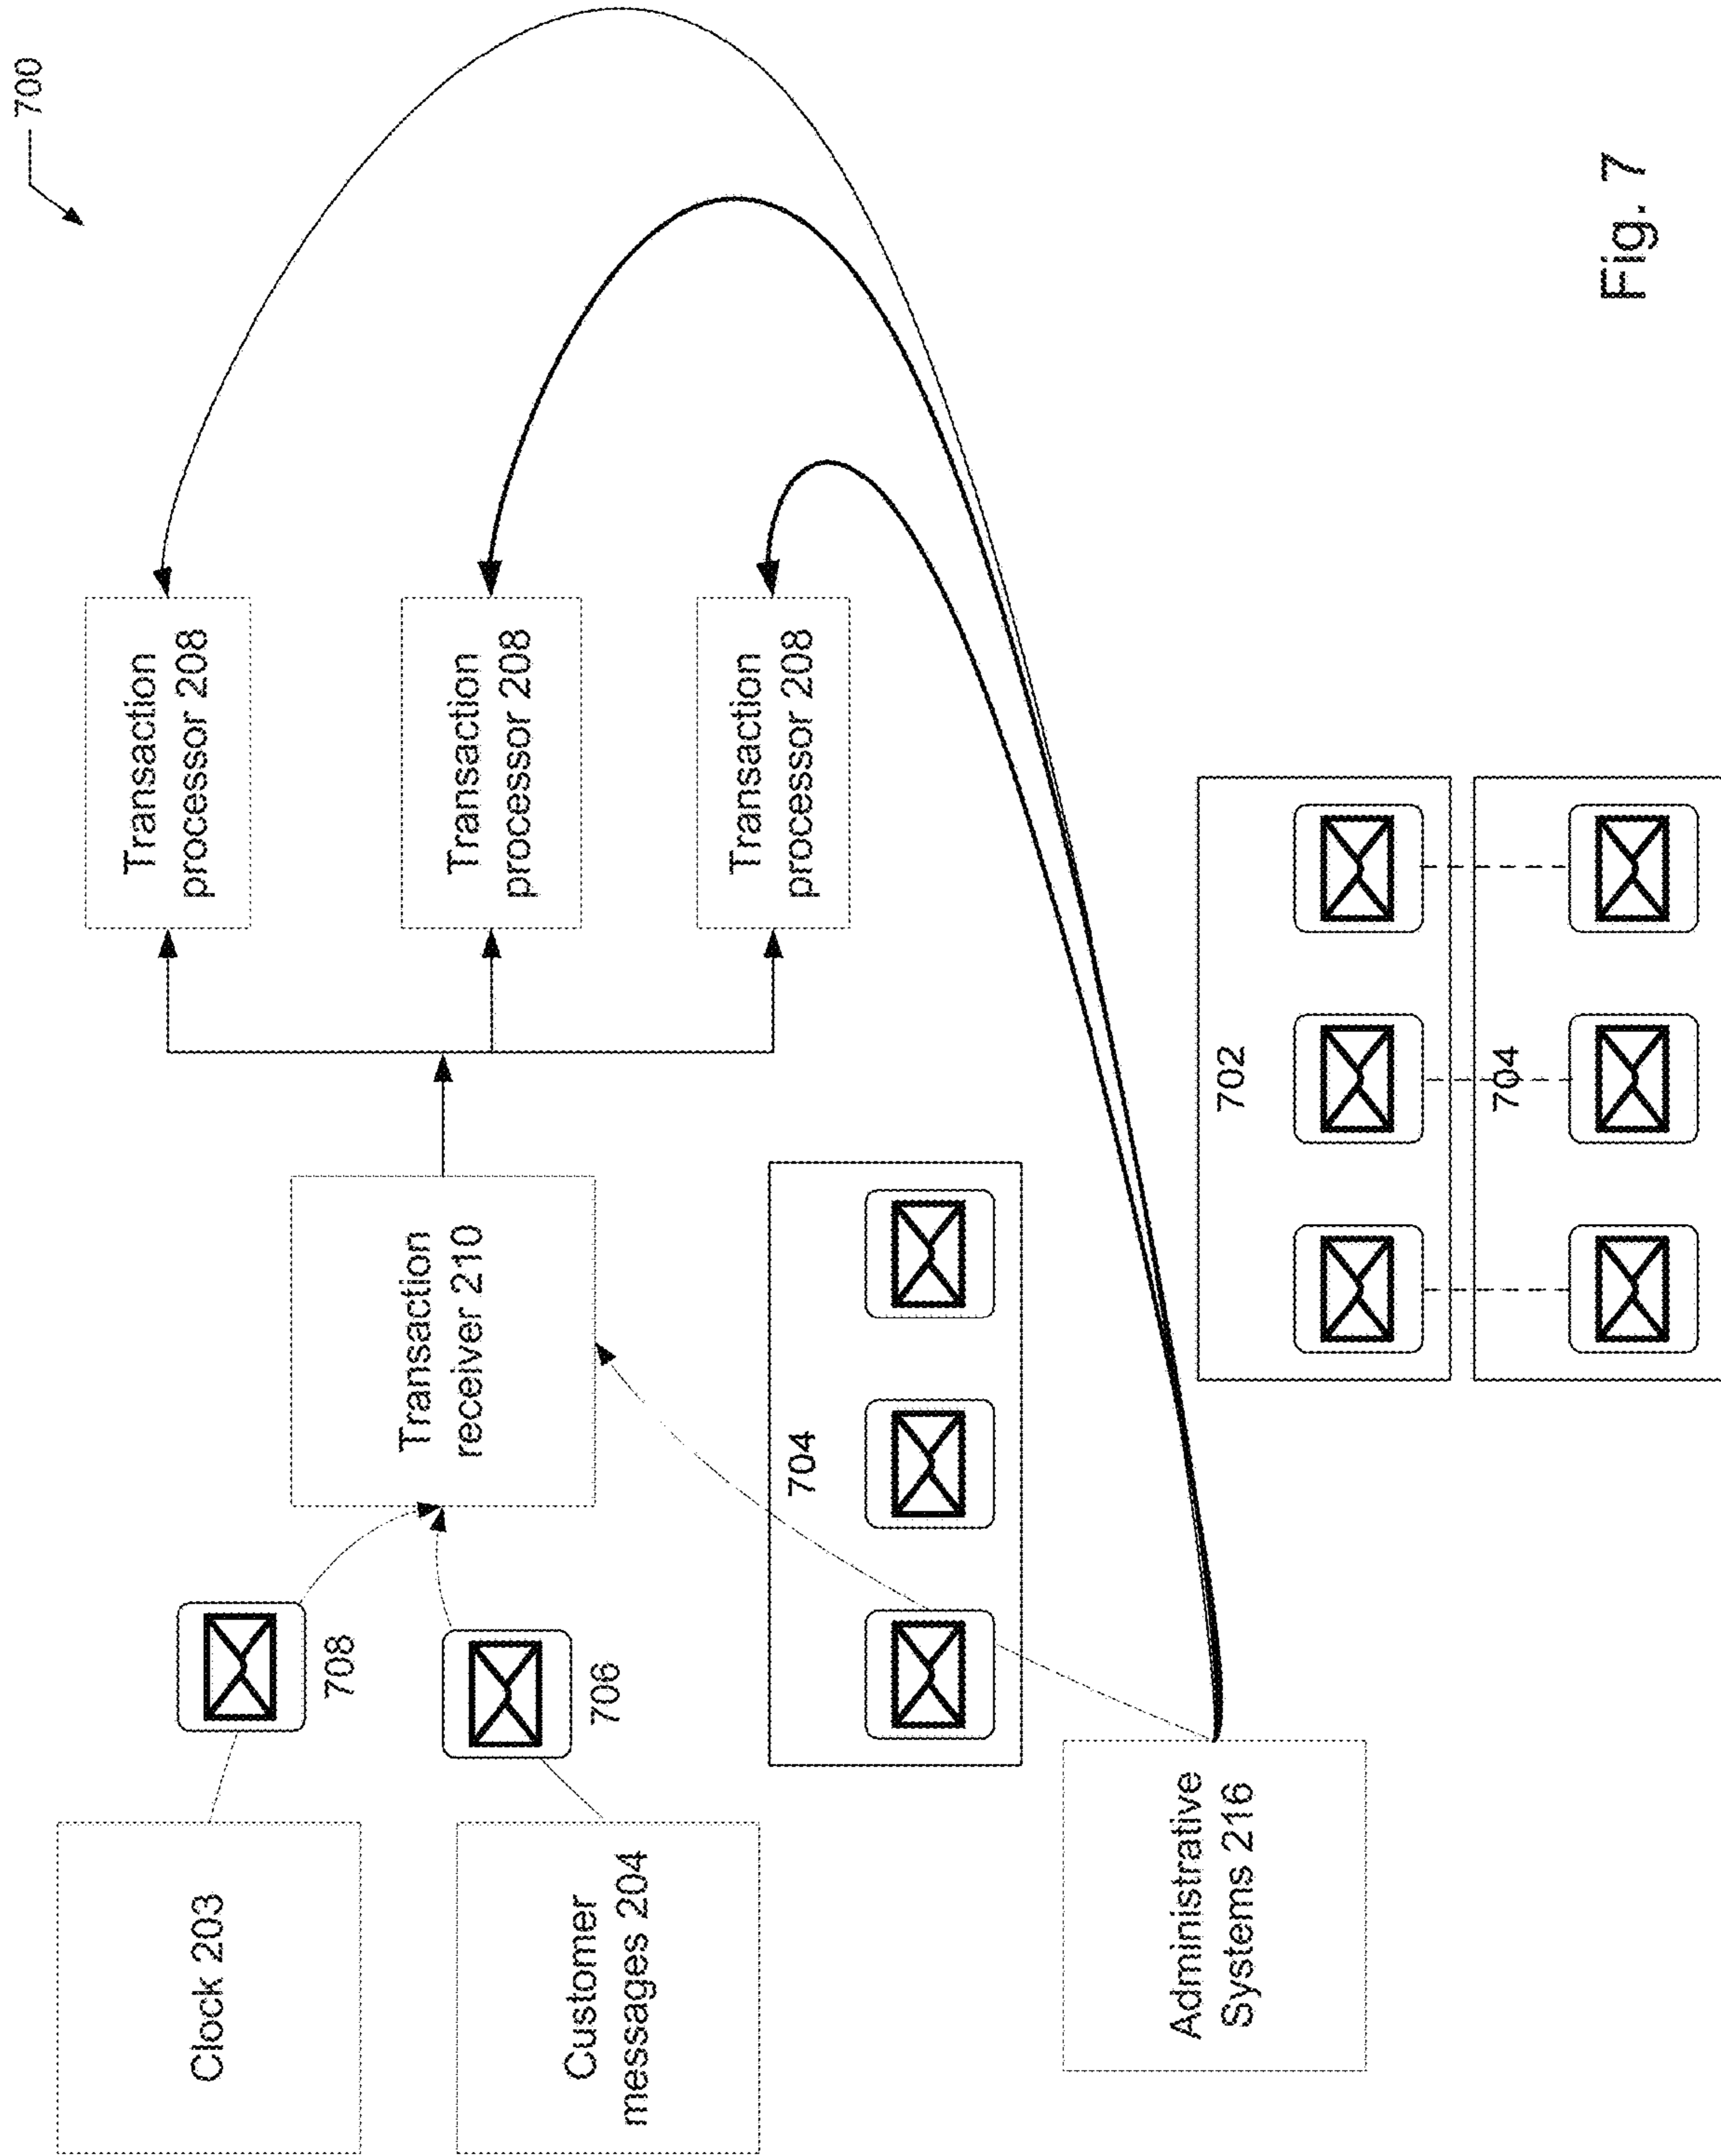 700
Clock 203
708
Customer
messages 204
706
Transaction
receiver 210
Transaction
processor 208
Transaction
processor 208
Transaction
processor 208
704
Administrative
Systems 216
702
704
Fig. 7